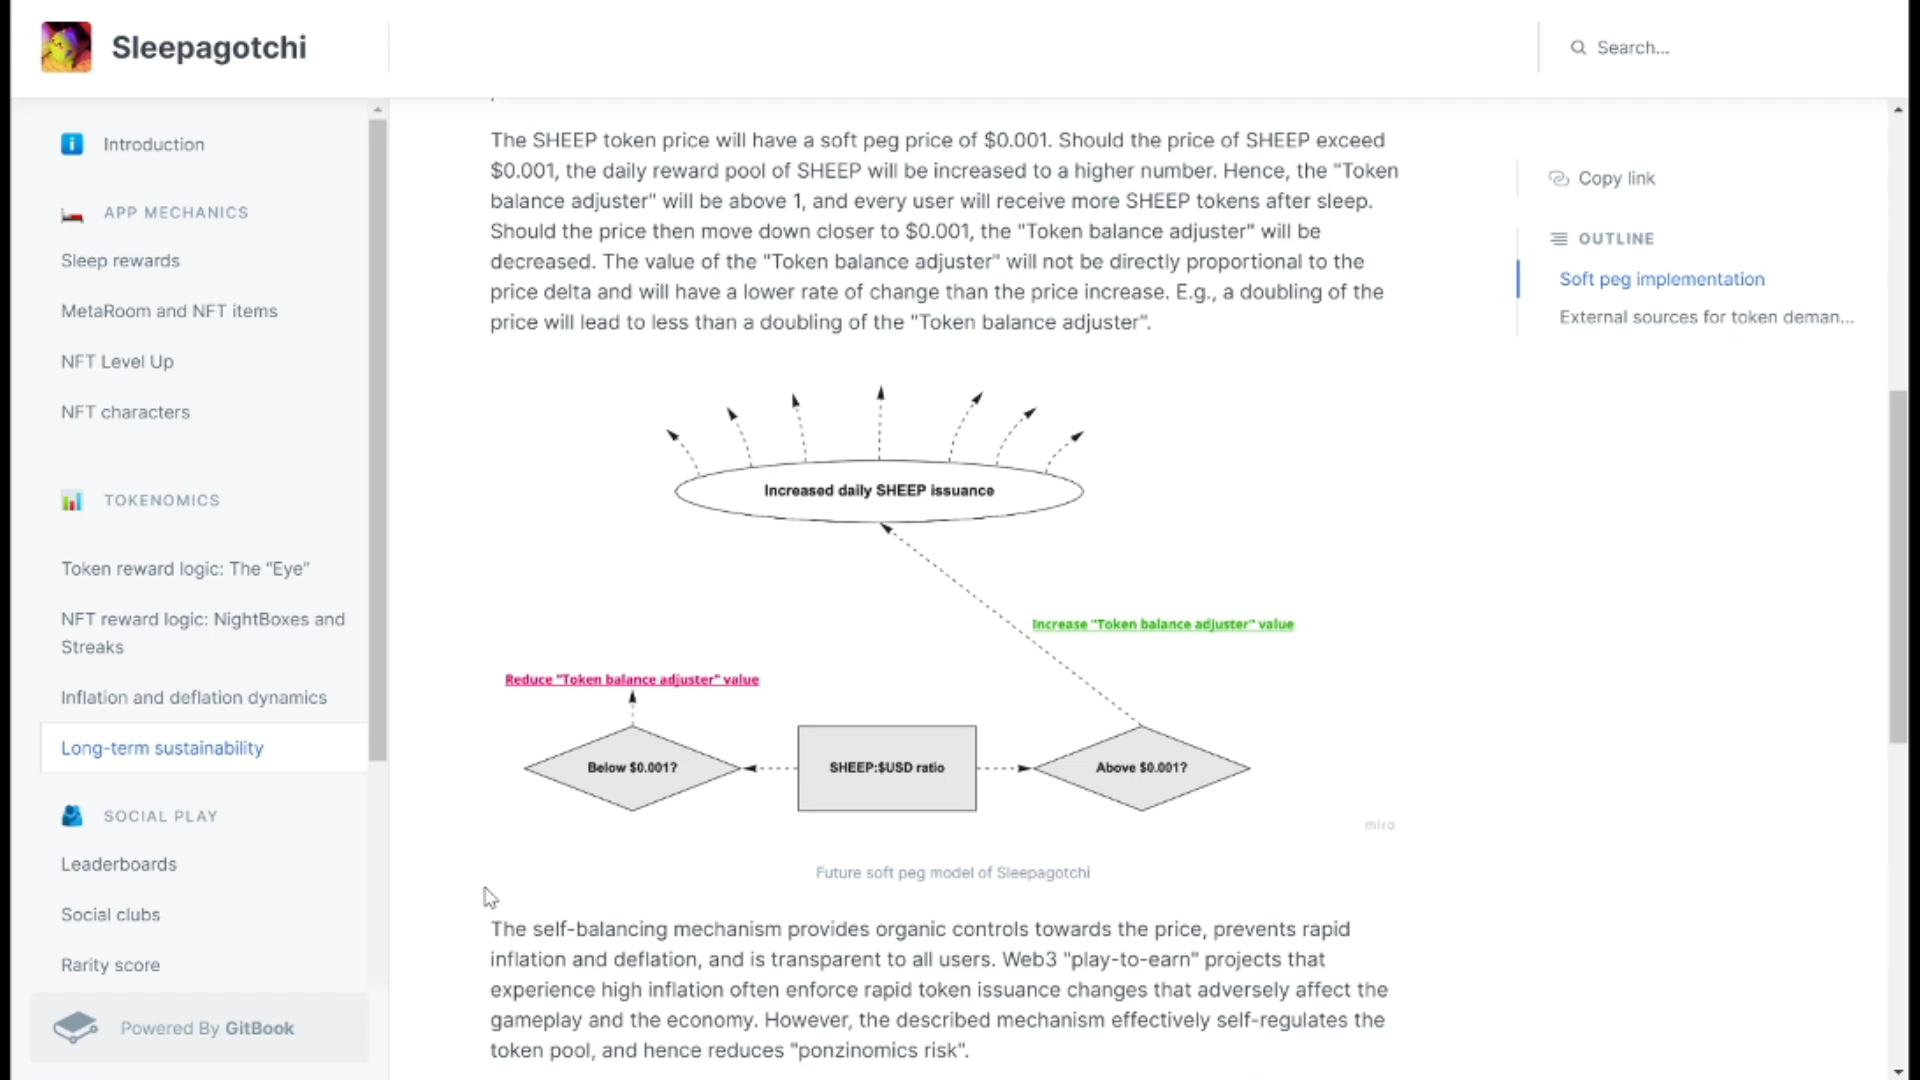 Sleepagotchi
Search...
Introduction
APP MECHANICS
Sleep rewards
MetaRoom and NFT items
NFT Level Up
NFT characters
TOKENOMICS
Token reward logic: The "Eye"
NFT reward logic: NightBoxes and
Streaks
Inflation and deflation dynamics
Long-term sustainability
SOCIAL PLAY
Leaderboards
Social clubs
Rarity score
Powered By GitBook
The SHEEP token price will have a soft peg price of $0.001. Should the price of SHEEP exceed
$0.001, the daily reward pool of SHEEP will be increased to a higher number. Hence, the "Token
balance adjuster" will be above 1, and every user will receive more SHEEP tokens after sleep.
Should the price then move down closer to $0.001, the "Token balance adjuster" will be
decreased. The value of the "Token balance adjuster" will not be directly proportional to the
price delta and will have a lower rate of change than the price increase. E.g., a doubling of the
price will lead to less than a doubling of the "Token balance adjuster".
Increased daily SHEEP issuance
Increase "Token balance adjuster" value
Reduce "Token balance adjuster" value
Below $0.001?
SHEEP:$USD ratio
Above $0.001?
miro
Future soft peg model of Sleepagotchi
The self-balancing mechanism provides organic controls towards the price, prevents rapid
inflation and deflation, and is transparent to all users. Web3 "play-to-earn" projects that
experience high inflation often enforce rapid token issuance changes that adversely affect the
gameplay and the economy. However, the described mechanism effectively self-regulates the
token pool, and hence reduces "ponzinomics risk".
Copy link
OUTLINE
Soft peg implementation
External sources for token deman...